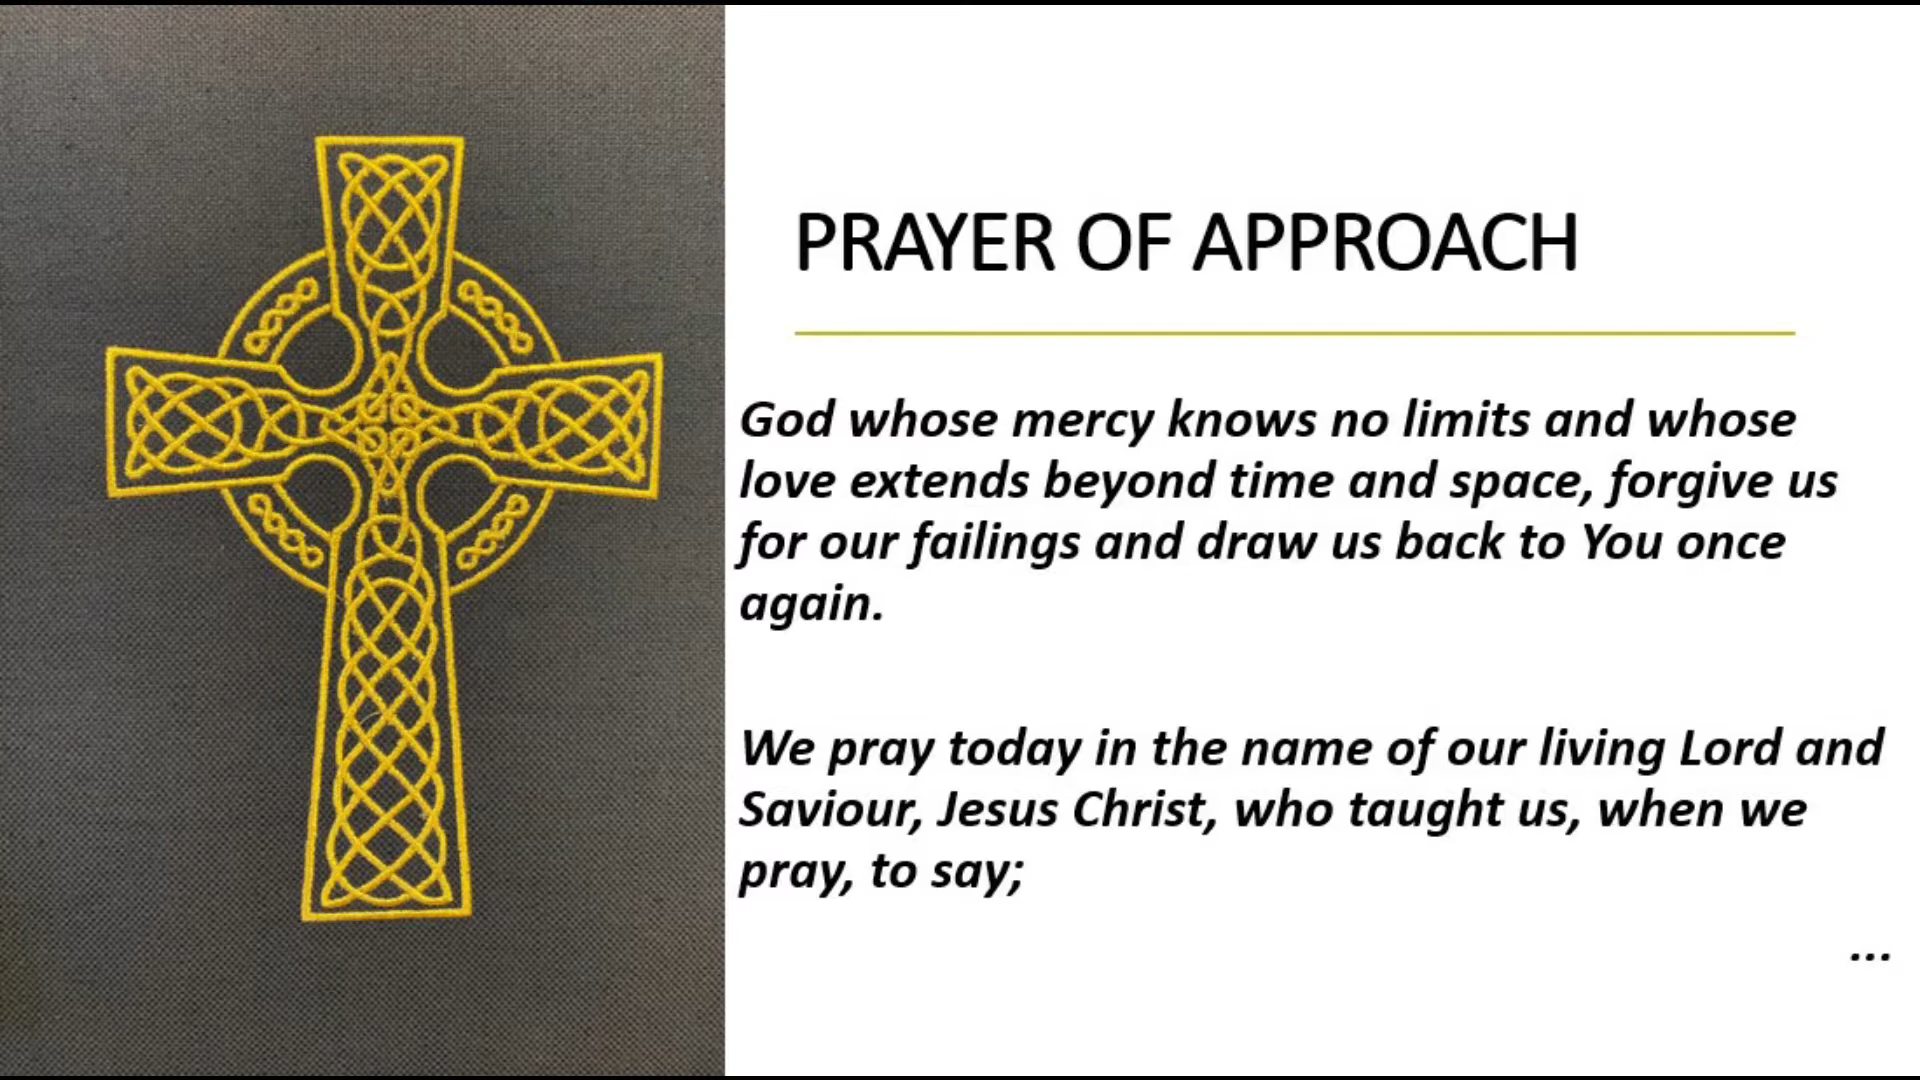 PRAYER OF APPROACH
God whose mercy knows no limits and whose
love extends beyond time and space, forgive us
for our failings and draw us back to You once
again.
We pray today in the name of our living Lord and
Saviour, Jesus Christ, who taught us, when we
pray, to say;
...